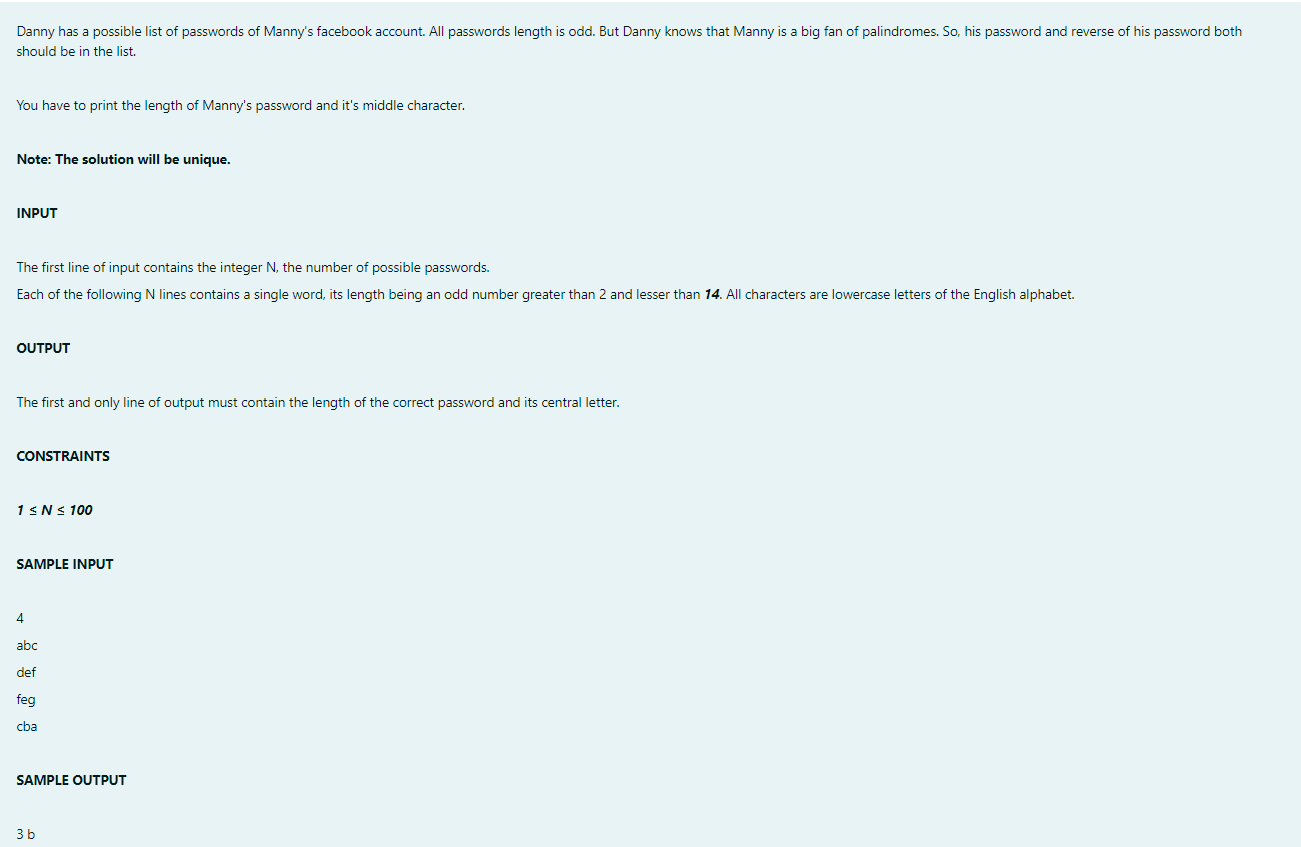 Danny has a possible list of passwords of Manny's facebook account. All passwords length is odd. But Danny knows that Manny is a big fan of palindromes. So, his password and reverse of his password both
should be in the list.
You have to print the length of Manny's password and it's middle character.
Note: The solution will be unique.
INPUT
The first line of input contains the integer N, the number of possible passwords.
Each of the following N lines contains a single word, its length being an odd number greater than 2 and lesser than 14. All characters are lowercase letters of the English alphabet.
OUTPUT
The first and only line of output must contain the length of the correct password and its central letter.
CONSTRAINTS
1 ≤ N ≤ 100
SAMPLE INPUT
4
abc
def
feg
cba
SAMPLE OUTPUT
3 b